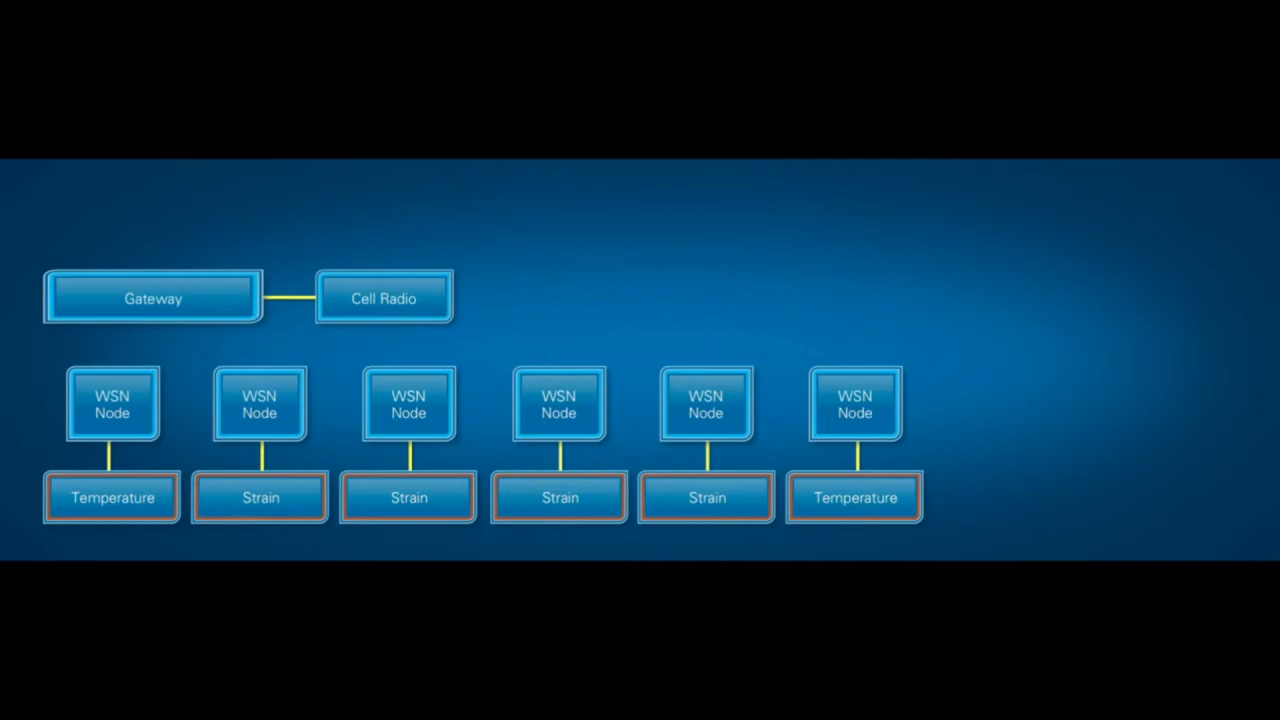 Gateway
Cell Radio
WSN
Node
WSN
Node
WSN
Node
WSN
Node
WSN
Node
WSN
Node
Temperature
Strain
Strain
Strain
Strain
Temperature